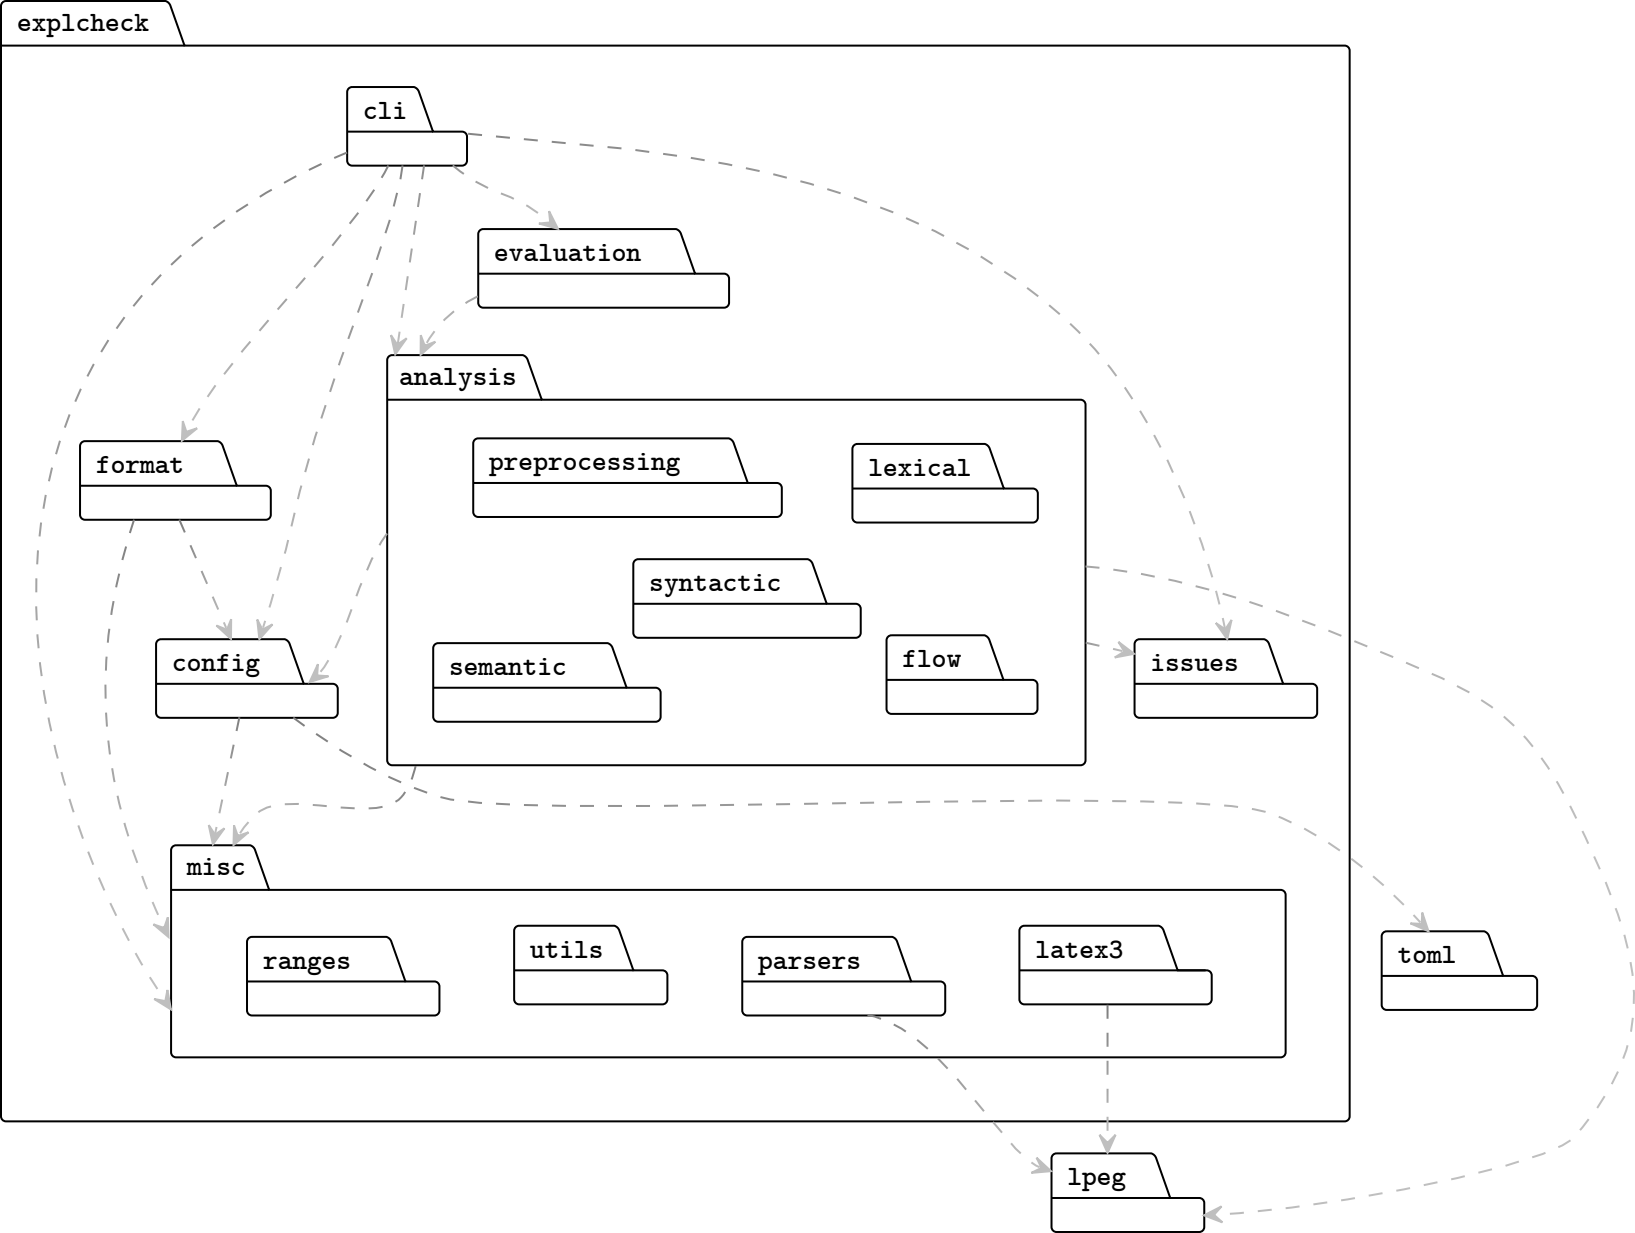 explcheck
cli
evaluation
analysis
preprocessing
lexical
format
syntactic
semantic
flow
config
issues
misc
ranges
utils
parsers
latex3
toml
lpeg